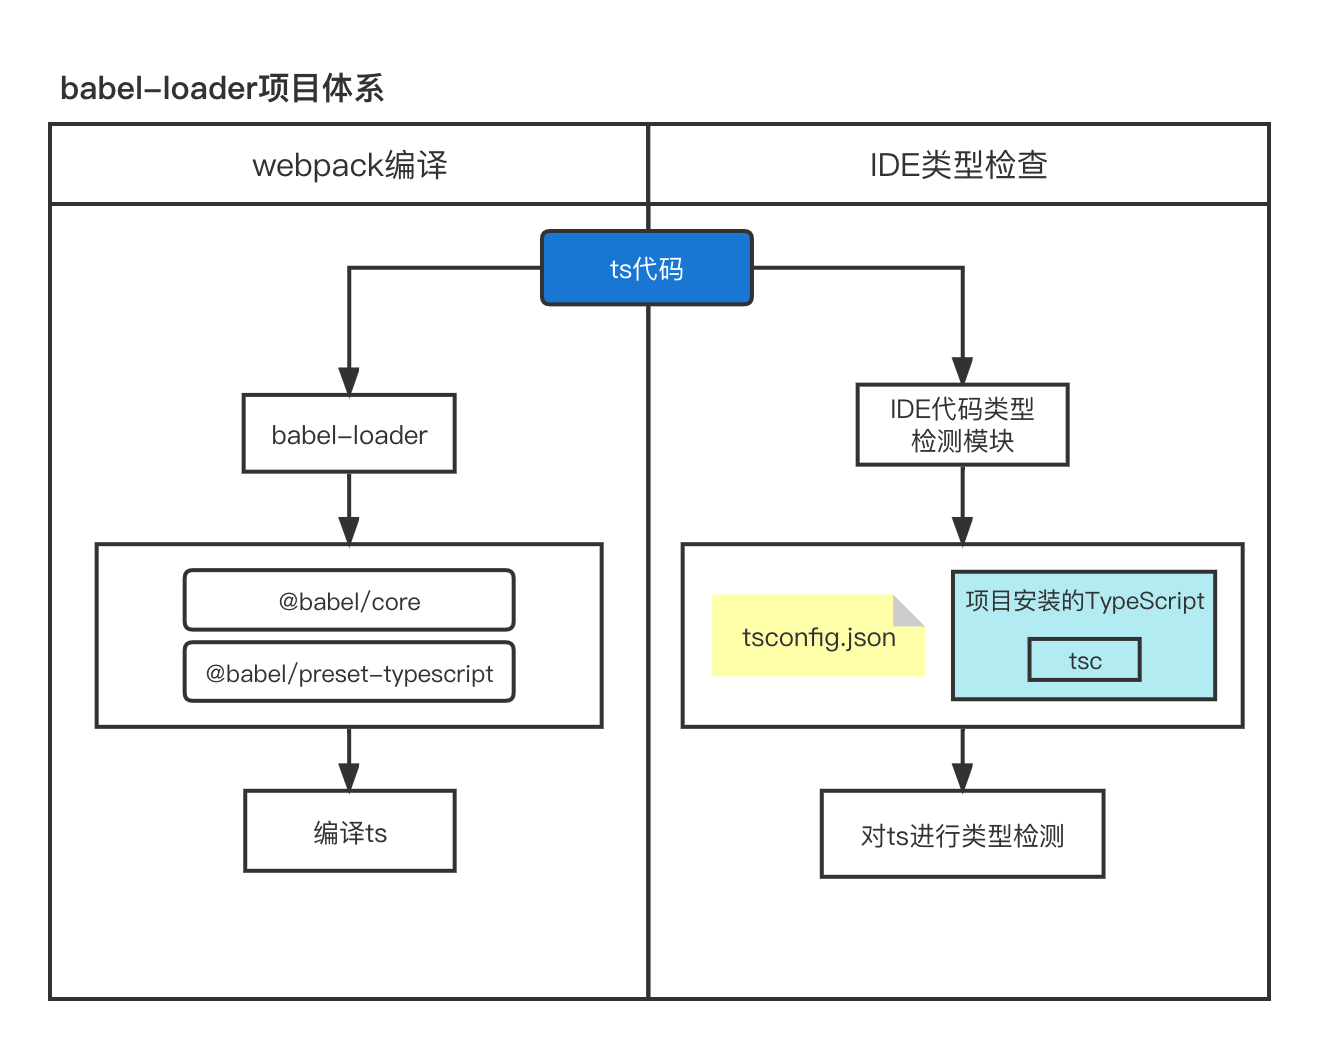 babel-loader项目体系
webpack编译
IDE类型检查
ts代码
babel-loader
@babel/core
@babel/preset-typescript
编译ts
IDE代码类型
检测模块
tsconfig.json
项目安装的TypeScript
tsc
对ts进行类型检测